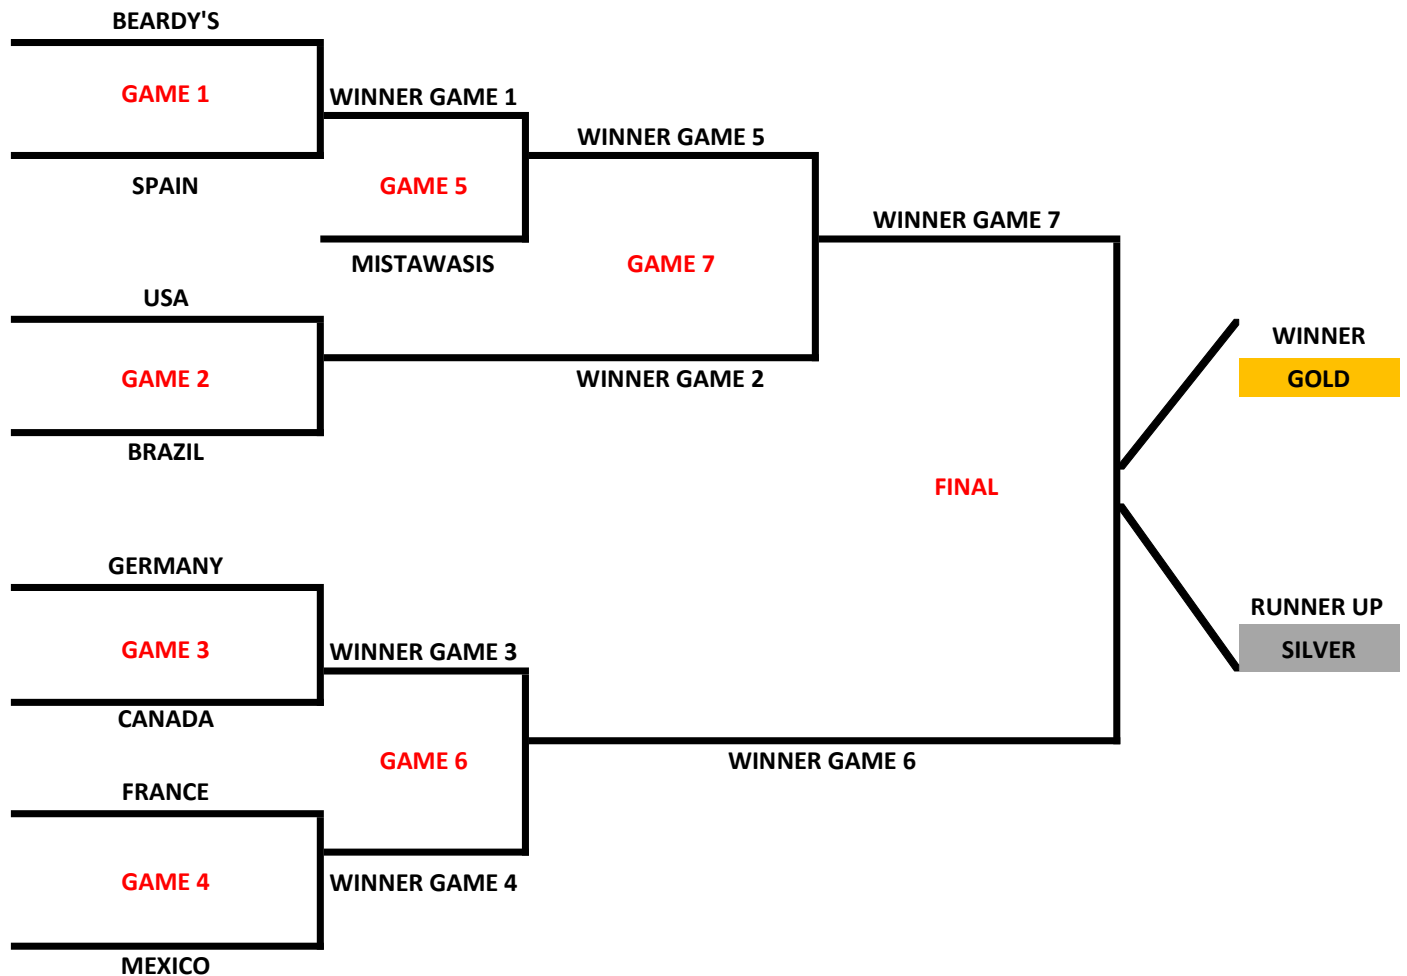 BEARDY'S
GAME 1
WINNER GAME 1
WINNER GAME 5
SPAIN
GAME 5
WINNER GAME 7
MISTAWASIS
GAME 7
USA
WINNER
GAME 2
WINNER GAME 2
GOLD
BRAZIL
FINAL
GERMANY
RUNNER UP
GAME 3
WINNER GAME 3
SILVER
CANADA
GAME 6
WINNER GAME 6
FRANCE
GAME 4
WINNER GAME 4
MEXICO